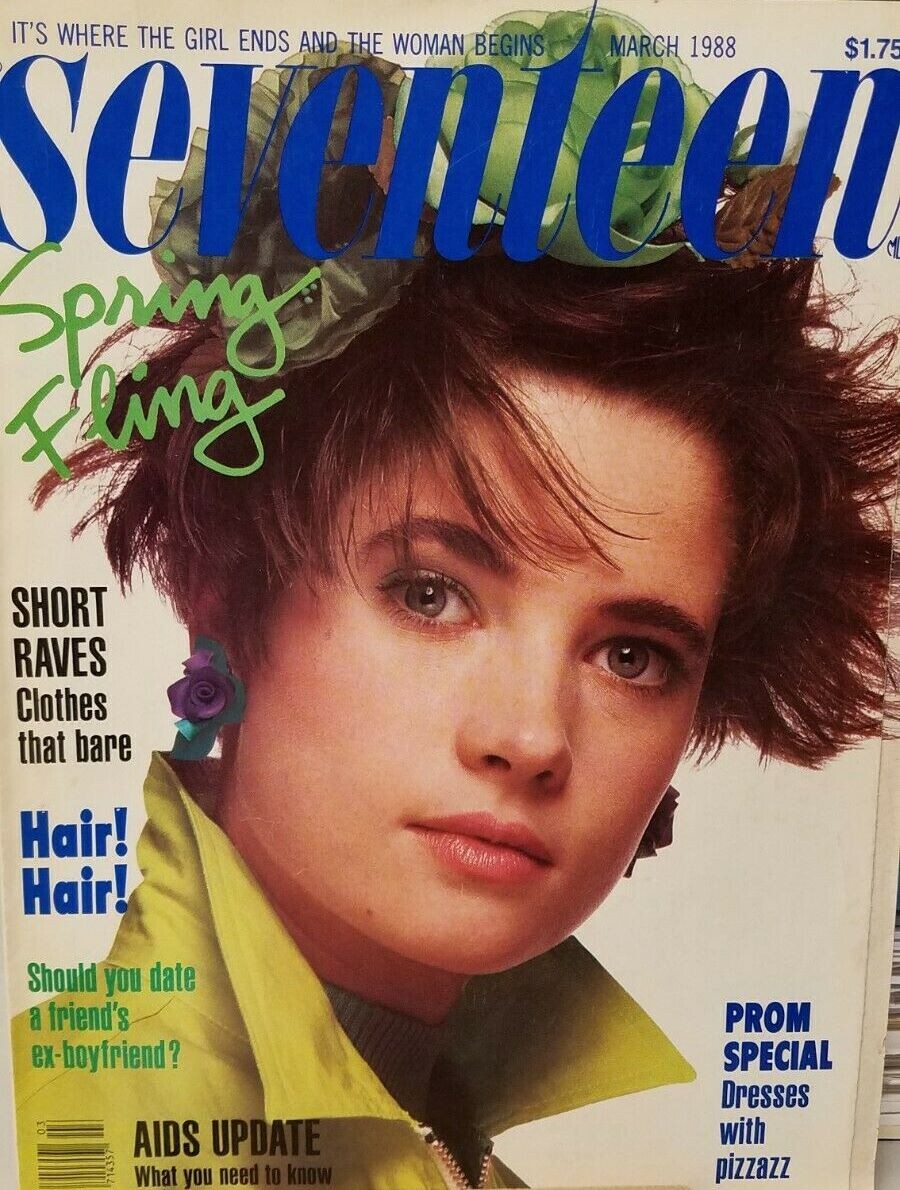 IT'S WHERE THE GIRL ENDS AND THE WOMAN BEGINS MARCH 1988 $1.75
seventeen
Spring
Fling
SHORT
RAVES
Clothes
that bare
Hair!
Hair!
Should you date
a friend's
ex-boyfriend?
PROM
SPECIAL
Dresses
with
pizzazz
AIDS UPDATE
What you need to know
03
714357